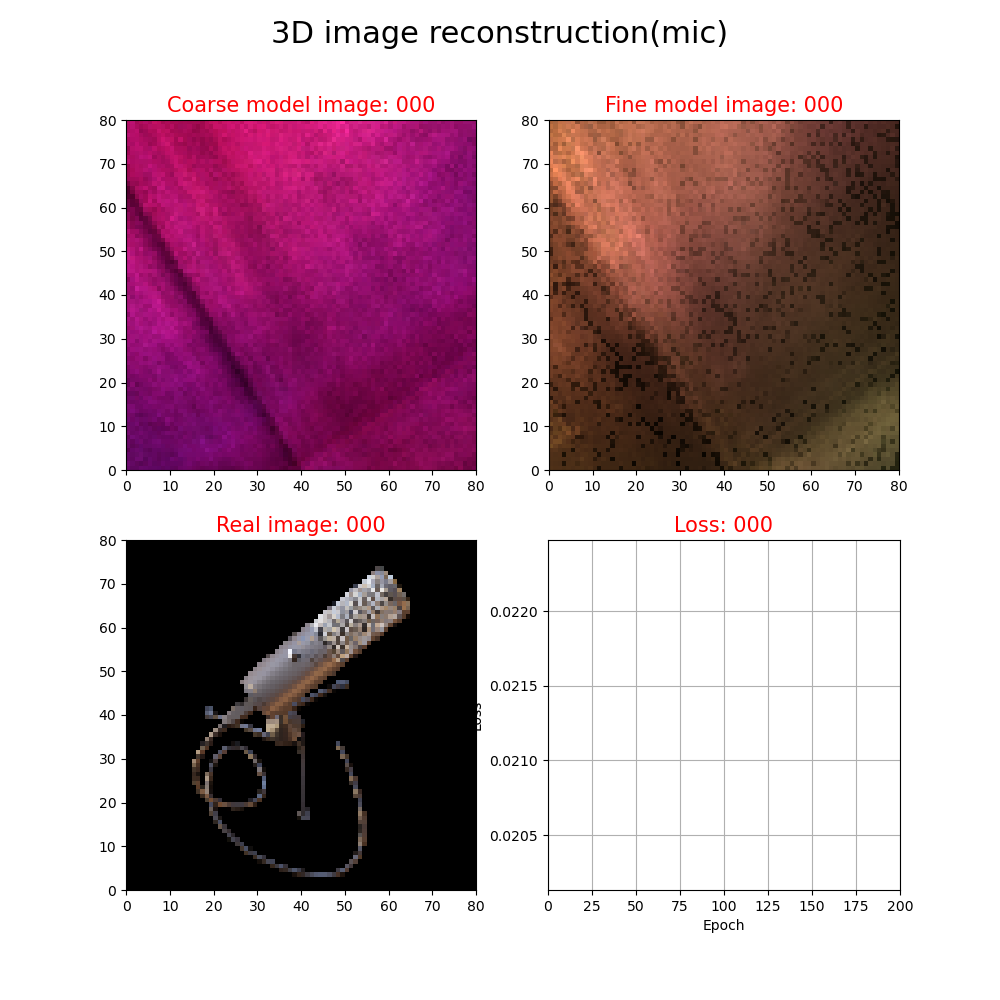 3D image reconstruction(mic)
Coarse model image: 000
Fine model image: 000
80
70
60
50
40
30
20
10
0
0 10 20 30 40 50 60 70 80
80
70
60
50
40
30
20
10
0
0 10 20 30 40 50 60 70 80
Real image: 000
Loss: 000
80
70
60
50
40
30
20
10
0
0 10 20 30 40 50 60 70 80
Loss
0.0220
0.0215
0.0210
0.0205
0 25 50 75 100 125 150 175 200
Epoch